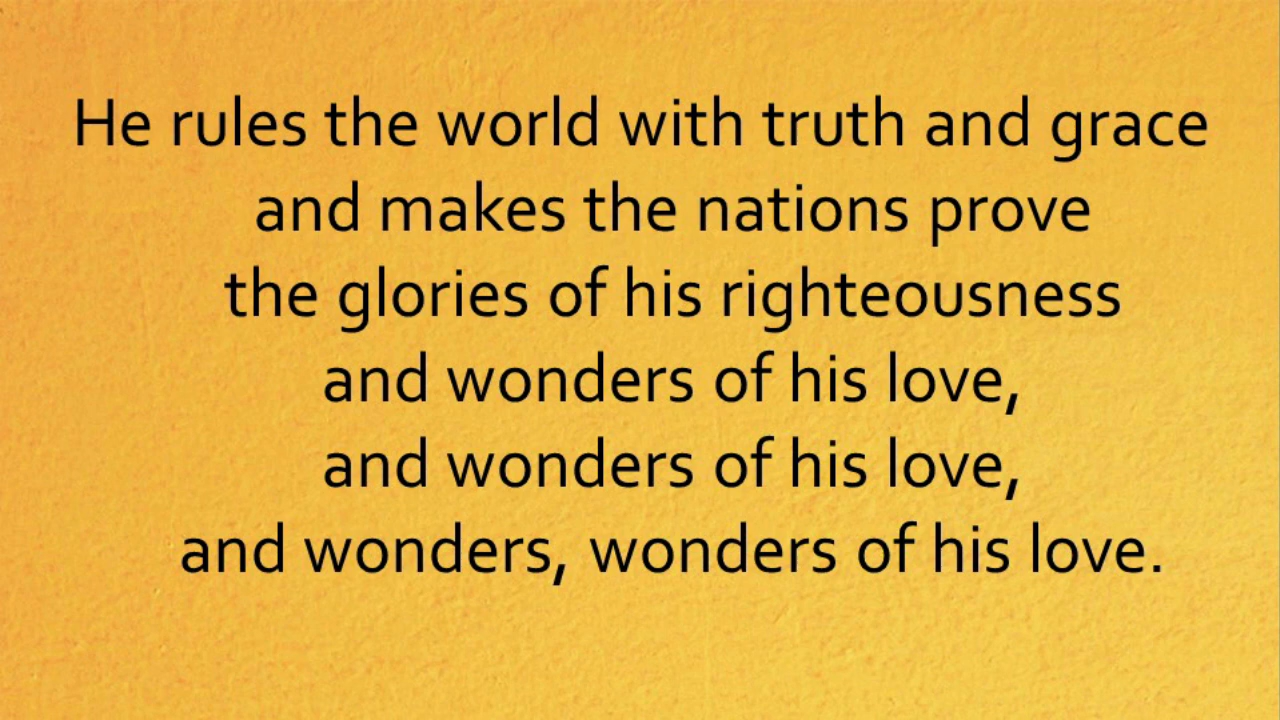 He rules the world with truth and grace
and makes the nations prove
the glories of his righteousness
and wonders of his love,
and wonders of his love,
and wonders, wonders of his love.